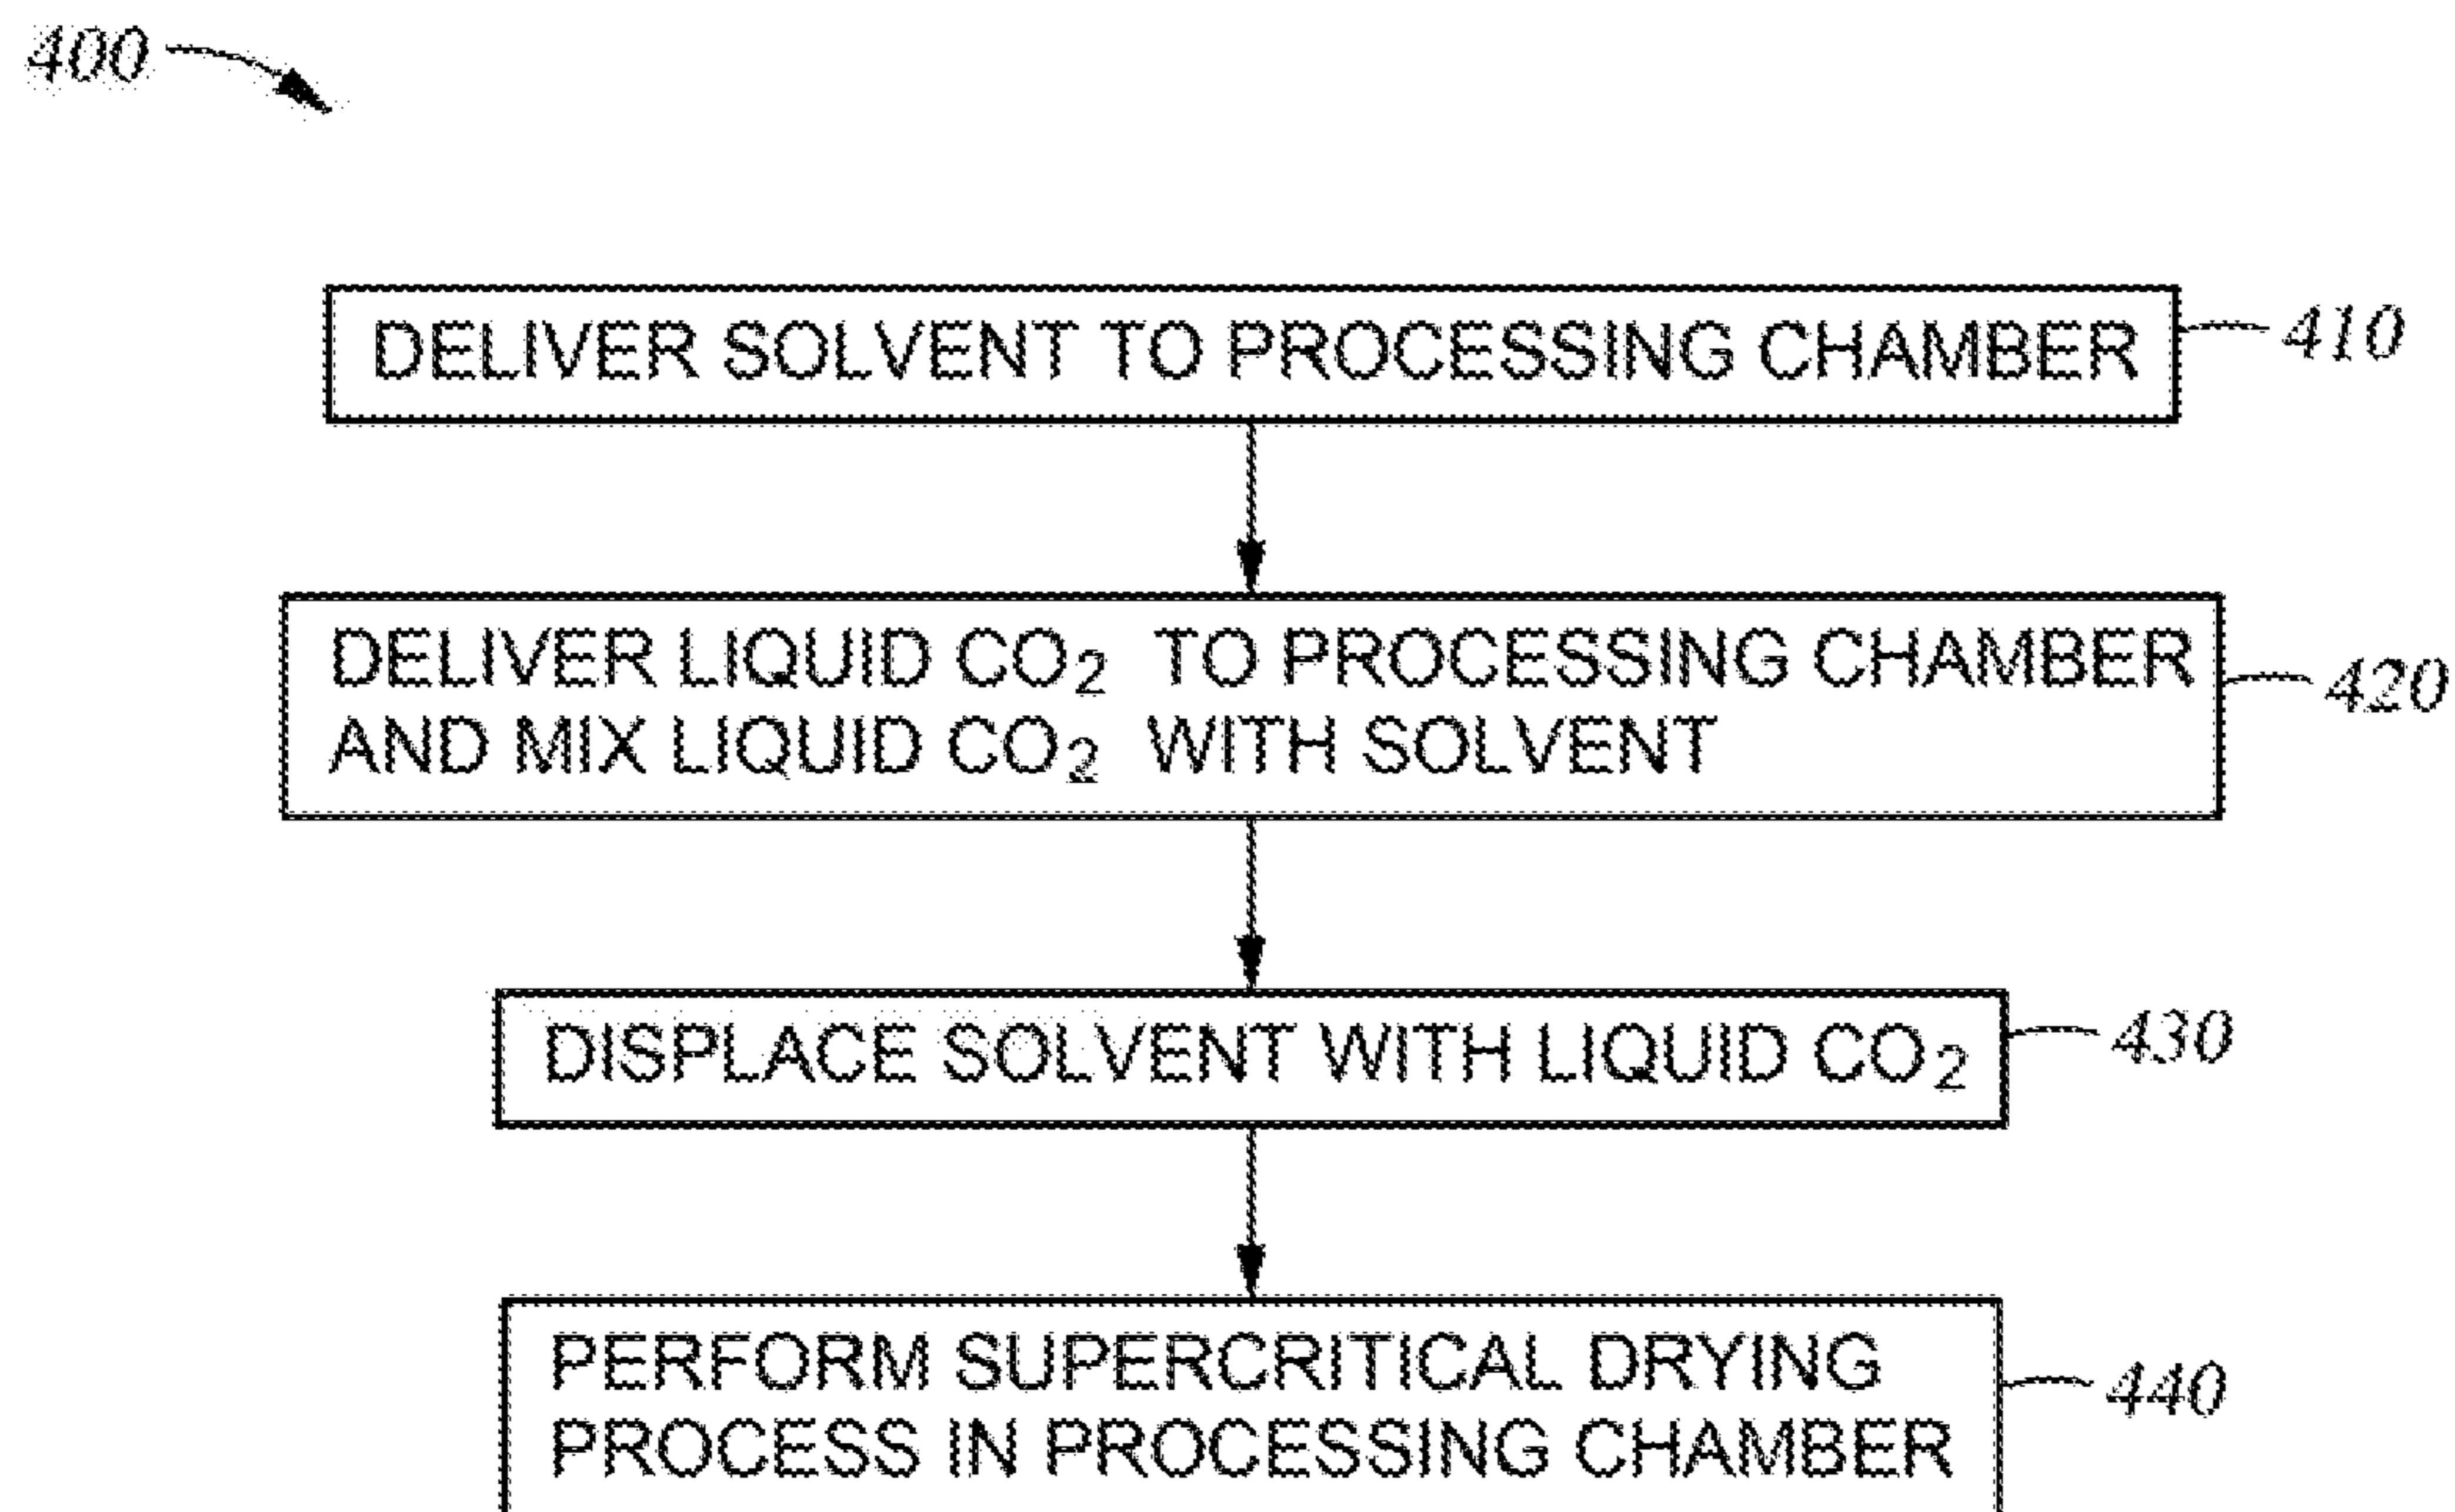 400
DELIVER SOLVENT TO PROCESSING CHAMBER
410
DELIVER LIQUID CO₂ TO PROCESSING CHAMBER
AND MIX LIQUID CO₂ WITH SOLVENT
420
DISPLACE SOLVENT WITH LIQUID CO₂
430
PERFORM SUPERCRITICAL DRYING
PROCESS IN PROCESSING CHAMBER
440